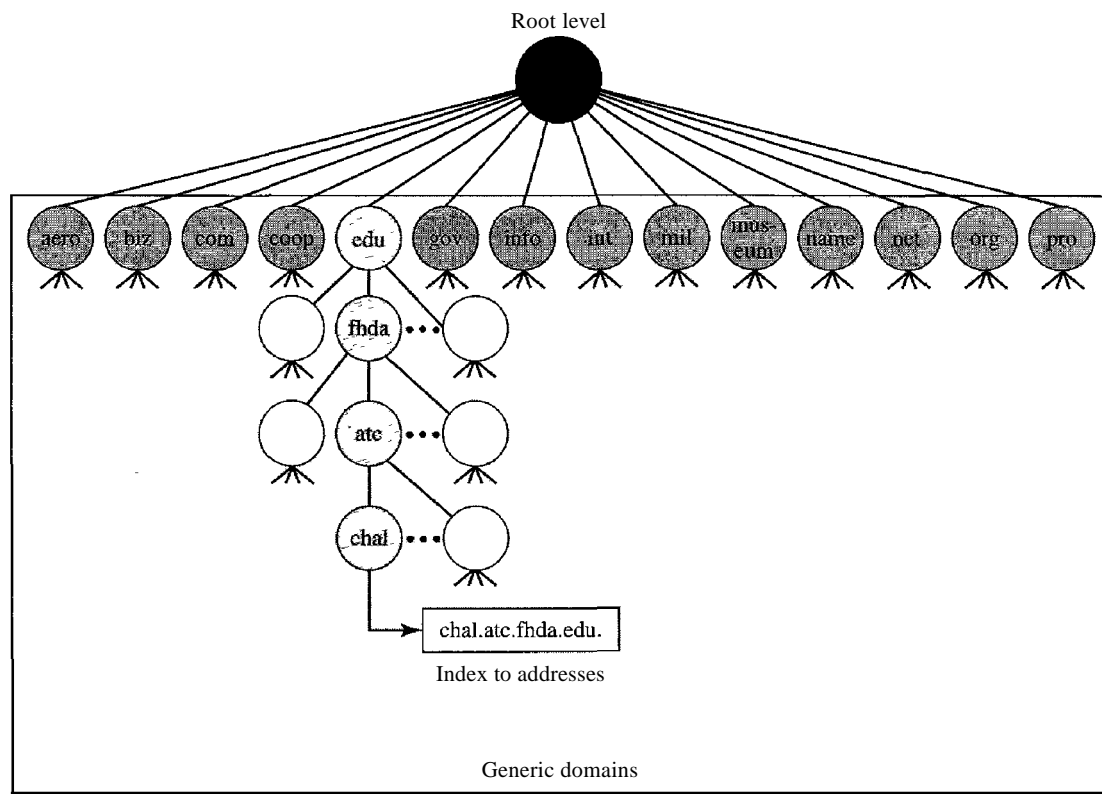 Root level
aero biz com coop edu gov info int mil mus-
eum name net org pro
fhda
atc
chal
chal.atc.fhda.edu.
Index to addresses
Generic domains